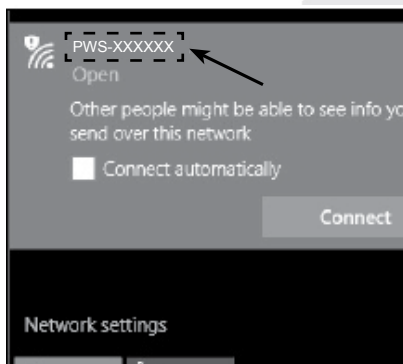 PWS-XXXXXX
Open
Other people might be able to see info yo
send over this network
Connect automatically
Connect
Network settings